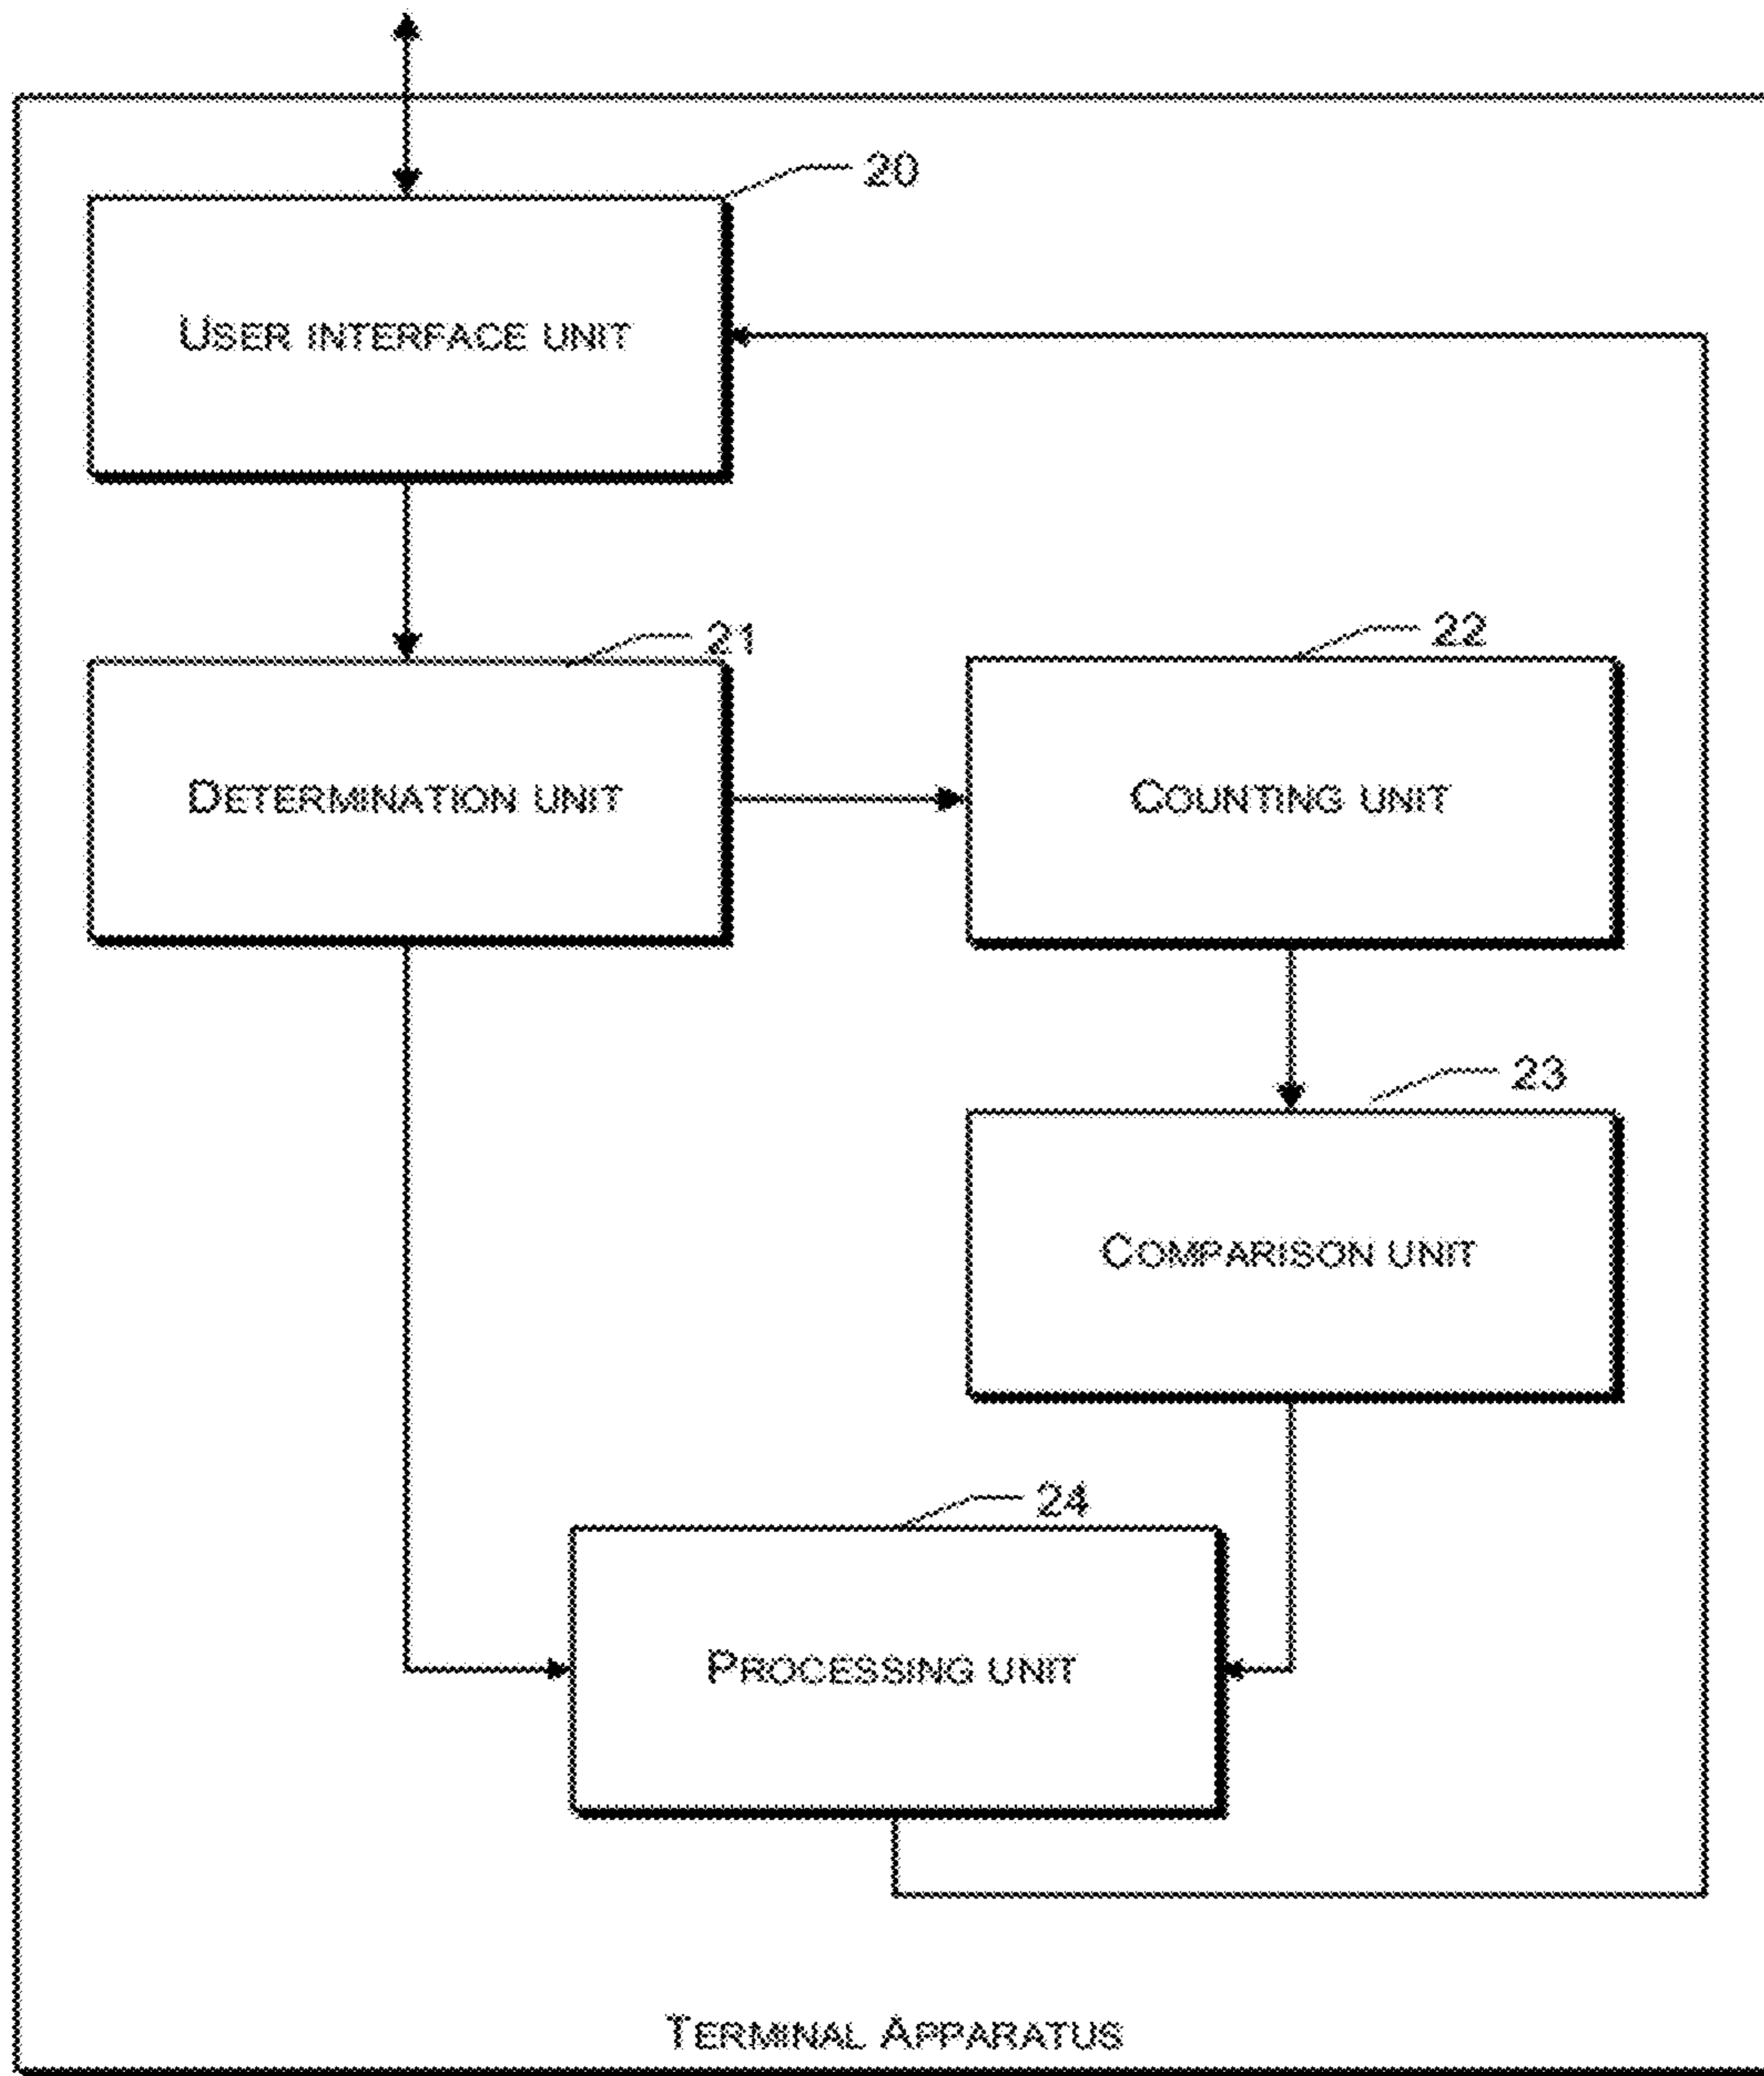 20
USER INTERFACE UNIT
21
22
DETERMINATION UNIT
COUNTING UNIT
23
COMPARISON UNIT
24
PROCESSING UNIT
TERMINAL APPARATUS